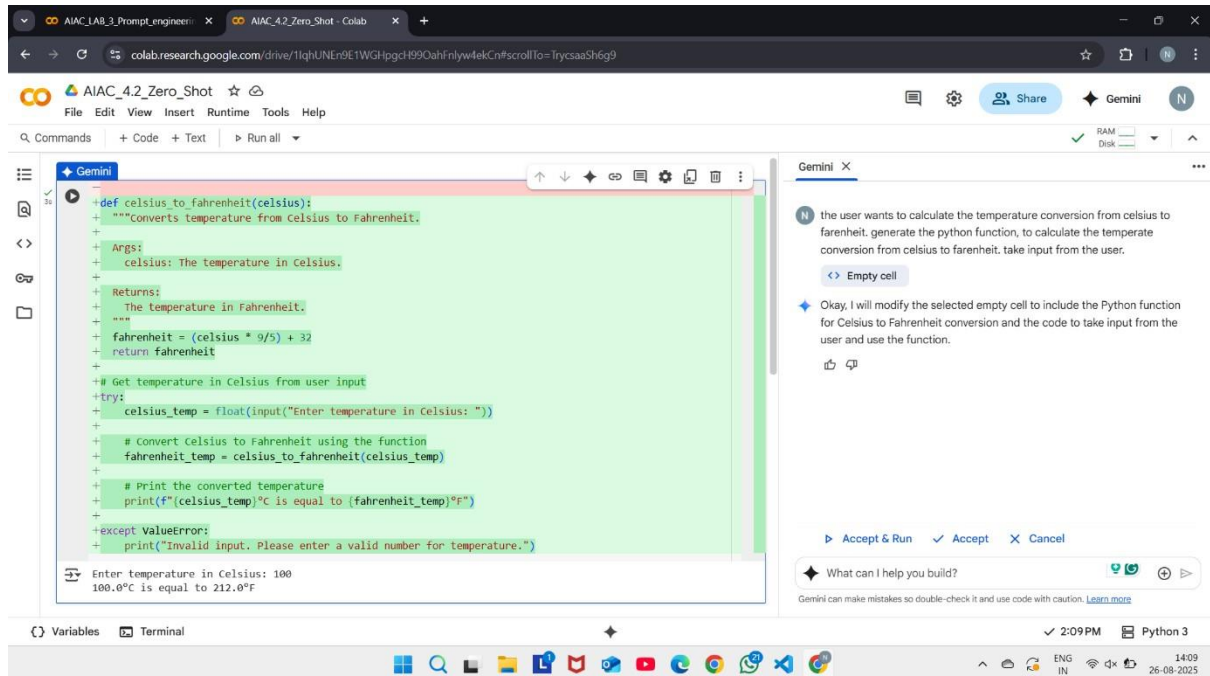 AIAC_LAB_3_Prompt_engineerin
AIAC_4.2_Zero_Shot - Colab
colab.research.google.com/drive/1IqhUNEn9E1WGHpgcH99OahFnlyw4ekCn#scrollTo=TrycsaaSh6g9
AIAC_4.2_Zero_Shot
File Edit View Insert Runtime Tools Help
Share
Gemini
N
Commands + Code + Text Run all
RAM
Disk
Gemini
3s
+def celsius_to_fahrenheit(celsius):
+ """Converts temperature from Celsius to Fahrenheit.
+
+ Args:
+ celsius: The temperature in Celsius.
+
+ Returns:
+ The temperature in Fahrenheit.
+ """
+ fahrenheit = (celsius * 9/5) + 32
+ return fahrenheit
+
+# Get temperature in Celsius from user input
+try:
+ celsius_temp = float(input("Enter temperature in Celsius: "))
+
+ # Convert Celsius to Fahrenheit using the function
+ fahrenheit_temp = celsius_to_fahrenheit(celsius_temp)
+
+ # Print the converted temperature
+ print(f"{celsius_temp}°C is equal to {fahrenheit_temp}°F")
+
+except ValueError:
+ print("Invalid input. Please enter a valid number for temperature.")
Enter temperature in Celsius: 100
100.0°C is equal to 212.0°F
Gemini
N
the user wants to calculate the temperature conversion from celsius to
farenheit. generate the python function, to calculate the temperate
conversion from celsius to farenheit. take input from the user.
<> Empty cell
Okay, I will modify the selected empty cell to include the Python function
for Celsius to Fahrenheit conversion and the code to take input from the
user and use the function.
Accept & Run Accept Cancel
What can I help you build?
Gemini can make mistakes so double-check it and use code with caution. Learn more
{} Variables Terminal
2:09 PM Python 3
21
ENG
IN
14:09
26-08-2025